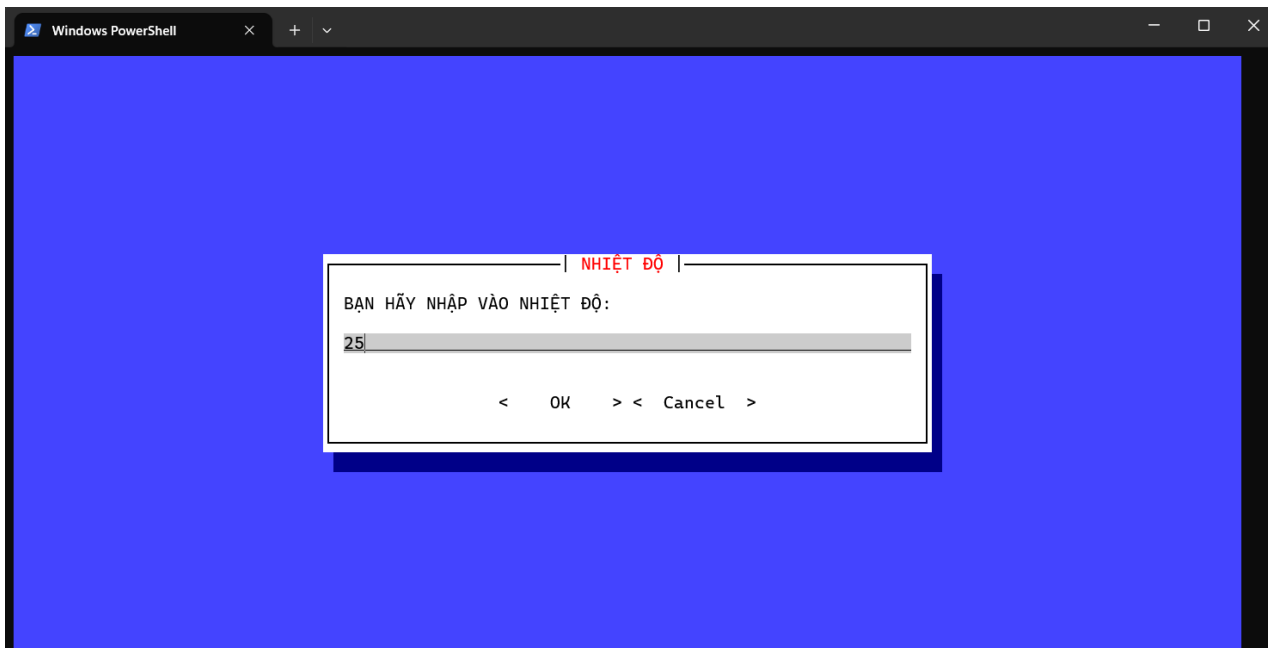 Windows PowerShell
NHIỆT ĐỘ
BẠN HÃY NHẬP VÀO NHIỆT ĐỘ:
25
< OK > < Cancel >